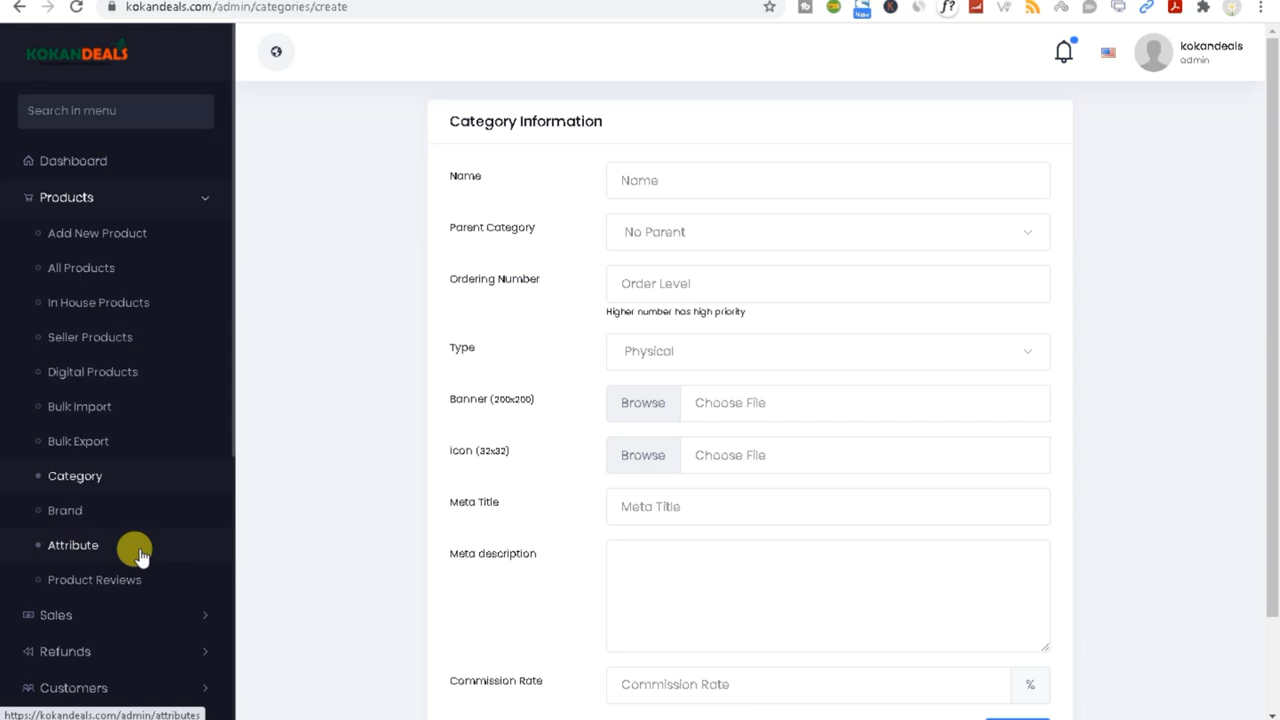 kokandeals.com/admin/categories/create
KOKANDEALS
kokandeals
admin
Search in menu
Dashboard
Products
Add New Product
All Products
In House Products
Seller Products
Digital Products
Bulk Import
Bulk Export
Category
Brand
Attribute
Product Reviews
Sales
Refunds
Customers
https://kokandeals.com/admin/attributes
Category Information
Name Name
Parent Category No Parent
Ordering Number Order Level
Higher number has high priority
Type Physical
Banner (200x200) Browse Choose File
icon (32x32) Browse Choose File
Meta Title Meta Title
Meta description
Commission Rate Commission Rate %